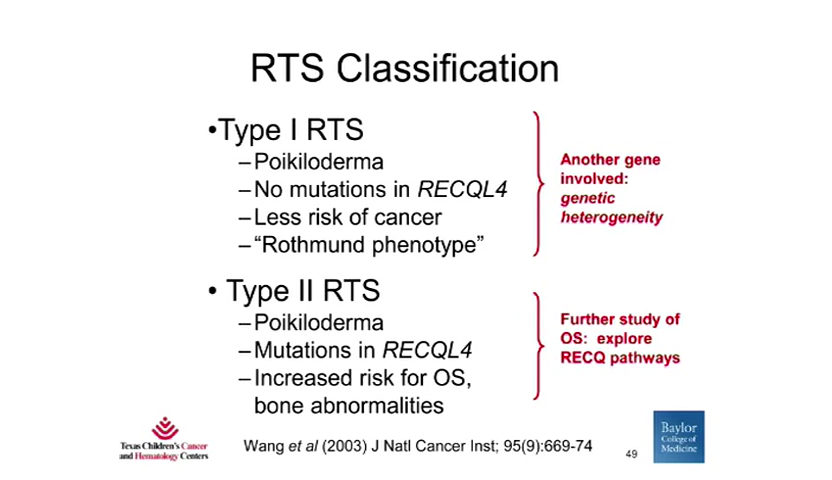 RTS Classification
•Type I RTS
–Poikiloderma
–No mutations in RECQL4
–Less risk of cancer
–“Rothmund phenotype”
Another gene
involved:
genetic
heterogeneity
• Type II RTS
–Poikiloderma
–Mutations in RECQL4
–Increased risk for OS,
bone abnormalities
Further study of
OS: explore
RECQ pathways
Texas Children's Cancer
and Hematology Centers
Wang et al (2003) J Natl Cancer Inst; 95(9):669-74
49
Baylor
College of
Medicine